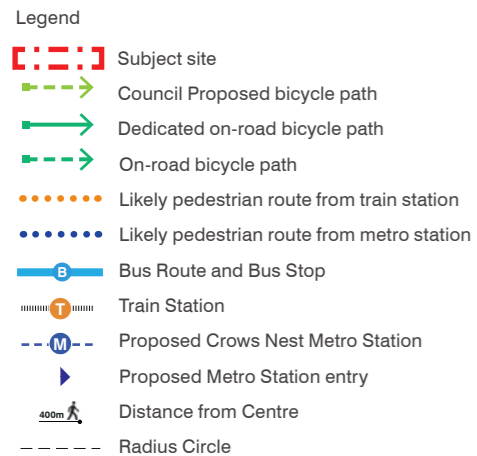 Legend
Subject site
Council Proposed bicycle path
Dedicated on-road bicycle path
On-road bicycle path
Likely pedestrian route from train station
Likely pedestrian route from metro station
B Bus Route and Bus Stop
T Train Station
M Proposed Crows Nest Metro Station
Proposed Metro Station entry
400m Distance from Centre
Radius Circle